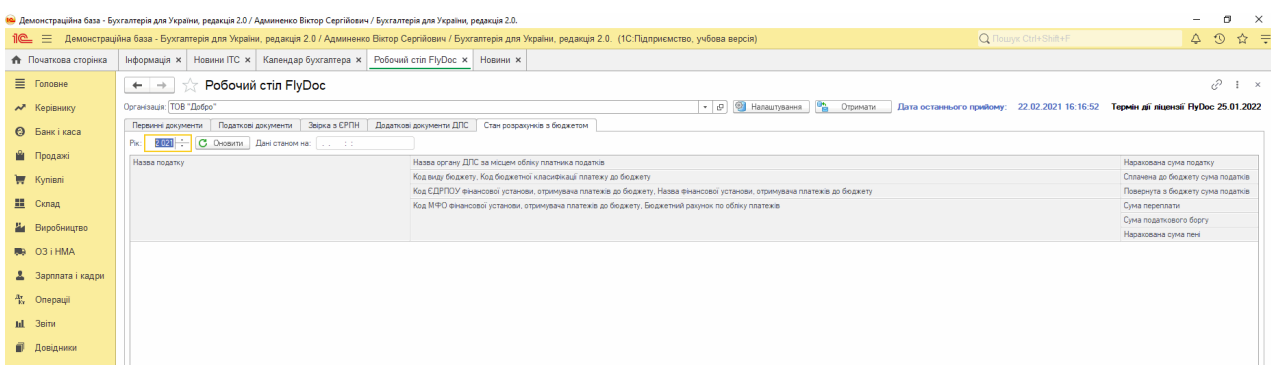 Демонстраційна база - Бухгалтерія для України, редакція 2.0 / Админенко Віктор Сергійович / Бухгалтерія для України, редакція 2.0.
Демонстраційна база - Бухгалтерія для України, редакція 2.0 / Админенко Віктор Сергійович / Бухгалтерія для України, редакція 2.0. (1С:Підприємство, учбова версія) Пошук Ctrl+Shift+F
Початкова сторінка Інформація × Новини ІТС × Календар бухгалтера × Робочий стіл FlyDoc × Новини ×
Головне
Робочий стіл FlyDoc
Керівнику
Організація: ТОВ "Добро" Налаштування Отримати Дата останнього прийому: 22.02.2021 16:16:52 Термін дії ліцензії FlyDoc 25.01.2022
Первинні документи Податкові документи Звірка з ЄРПН Додаткові документи ДПС Стан розрахунків з бюджетом
Банк і каса
Рік: 2 021 Оновити Дані станом на: . . : :
Продажі
Назва податку Назва органу ДПС за місцем обліку платника податків Нарахована сума податку
Код виду бюджету, Код бюджетної класифікації платежу до бюджету Сплачена до бюджету сума податків
Купівлі
Код ЄДРПОУ фінансової установи, отримувача платежів до бюджету, Назва фінансової установи, отримувача платежів до бюджету Повернута з бюджету сума податків
Склад
Код МФО фінансової установи, отримувача платежів до бюджету, Бюджетний рахунок по обліку платежів Сума переплати
Сума податкового боргу
Виробництво
Нарахована сума пені
ОЗ і НМА
Зарплата і кадри
Операції
Звіти
Довідники